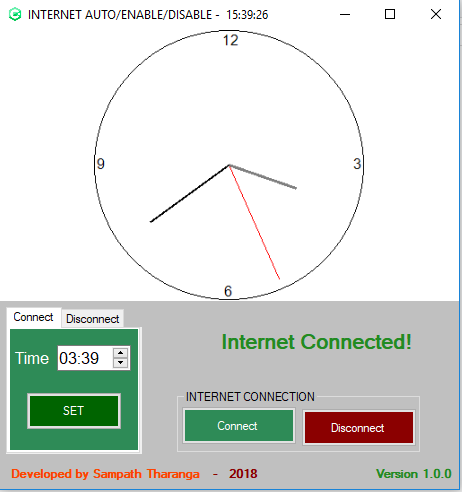 INTERNET AUTO/ENABLE/DISABLE - 15:39:26
12
9
3
6
Connect
Disconnect
Internet Connected!
Time 03:39
SET
INTERNET CONNECTION
Connect
Disconnect
Developed by Sampath Tharanga - 2018
Version 1.0.0